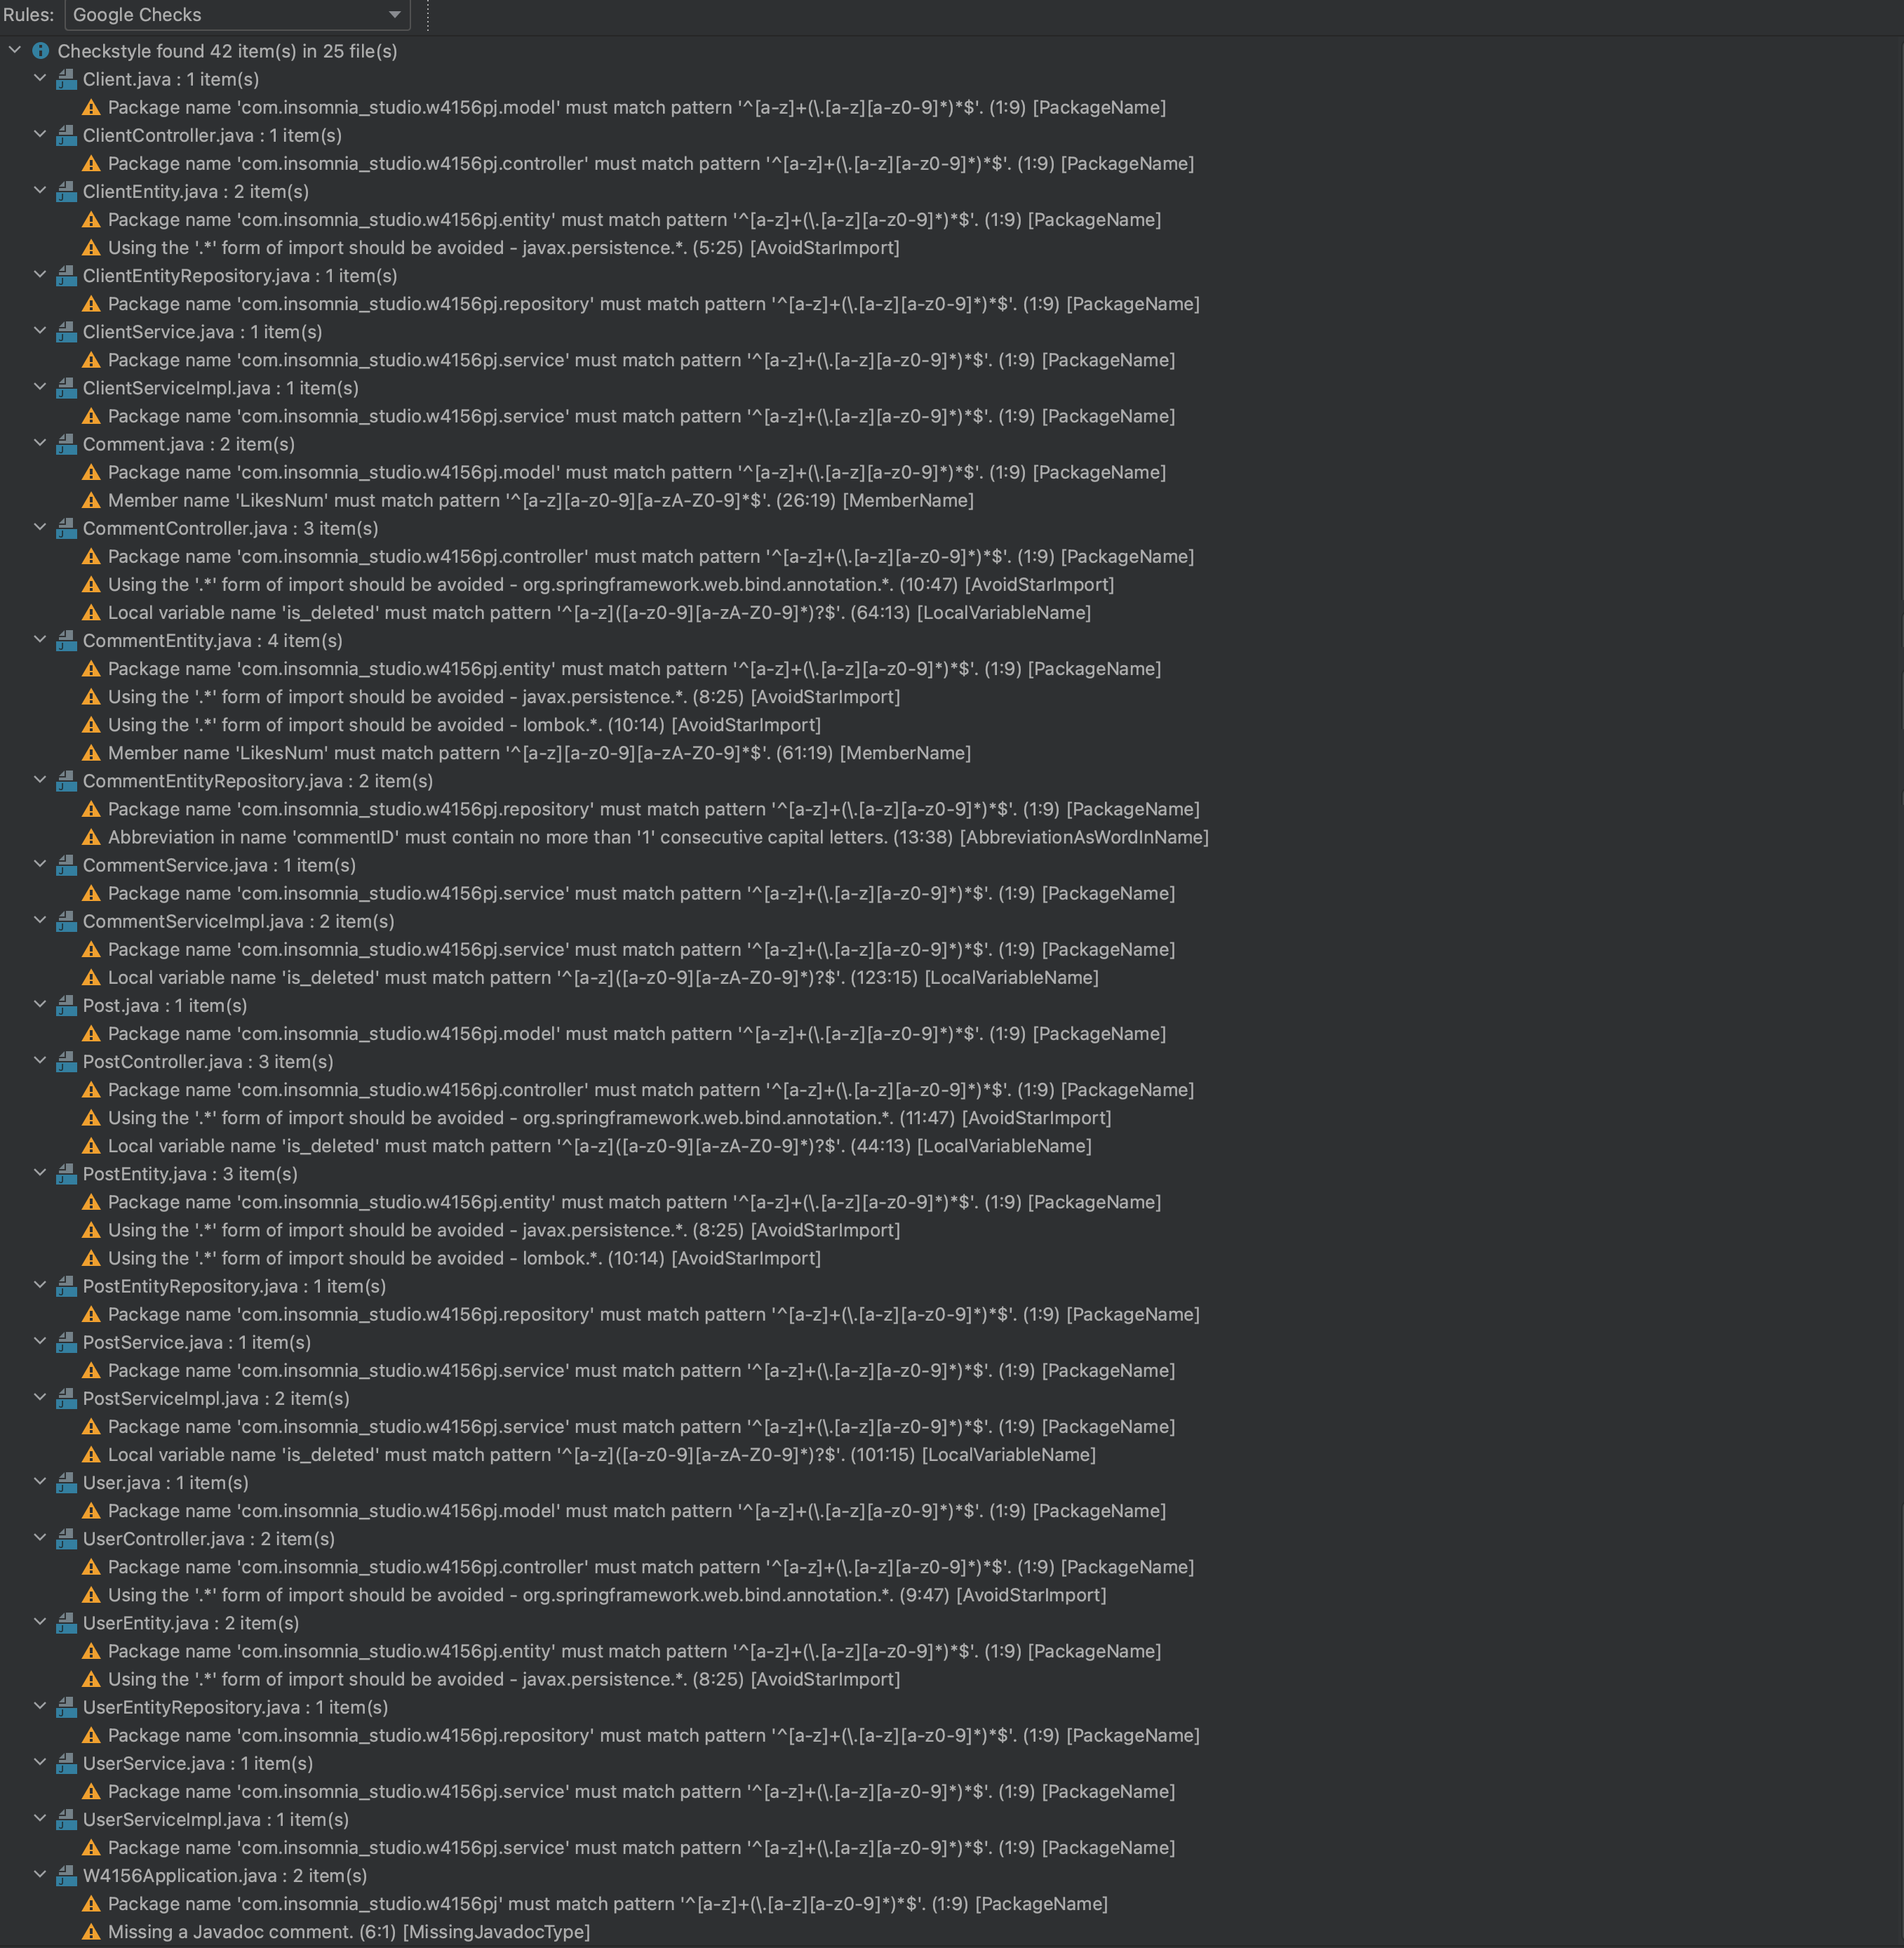 Rules: Google Checks
Checkstyle found 42 item(s) in 25 file(s)
Client.java : 1 item(s)
Package name 'com.insomnia_studio.w4156pj.model' must match pattern '^[a-z]+(\.[a-z][a-z0-9]*)*$'. (1:9) [PackageName]
ClientController.java : 1 item(s)
Package name 'com.insomnia_studio.w4156pj.controller' must match pattern '^[a-z]+(\.[a-z][a-z0-9]*)*$'. (1:9) [PackageName]
ClientEntity.java : 2 item(s)
Package name 'com.insomnia_studio.w4156pj.entity' must match pattern '^[a-z]+(\.[a-z][a-z0-9]*)*$'. (1:9) [PackageName]
Using the '.*' form of import should be avoided - javax.persistence.*. (5:25) [AvoidStarImport]
ClientEntityRepository.java : 1 item(s)
Package name 'com.insomnia_studio.w4156pj.repository' must match pattern '^[a-z]+(\.[a-z][a-z0-9]*)*$'. (1:9) [PackageName]
ClientService.java : 1 item(s)
Package name 'com.insomnia_studio.w4156pj.service' must match pattern '^[a-z]+(\.[a-z][a-z0-9]*)*$'. (1:9) [PackageName]
ClientServiceImpl.java : 1 item(s)
Package name 'com.insomnia_studio.w4156pj.service' must match pattern '^[a-z]+(\.[a-z][a-z0-9]*)*$'. (1:9) [PackageName]
Comment.java : 2 item(s)
Package name 'com.insomnia_studio.w4156pj.model' must match pattern '^[a-z]+(\.[a-z][a-z0-9]*)*$'. (1:9) [PackageName]
Member name 'LikesNum' must match pattern '^[a-z][a-z0-9][a-zA-Z0-9]*$'. (26:19) [MemberName]
CommentController.java : 3 item(s)
Package name 'com.insomnia_studio.w4156pj.controller' must match pattern '^[a-z]+(\.[a-z][a-z0-9]*)*$'. (1:9) [PackageName]
Using the '.*' form of import should be avoided - org.springframework.web.bind.annotation.*. (10:47) [AvoidStarImport]
Local variable name 'is_deleted' must match pattern '^[a-z]([a-z0-9][a-zA-Z0-9]*)?$'. (64:13) [LocalVariableName]
CommentEntity.java : 4 item(s)
Package name 'com.insomnia_studio.w4156pj.entity' must match pattern '^[a-z]+(\.[a-z][a-z0-9]*)*$'. (1:9) [PackageName]
Using the '.*' form of import should be avoided - javax.persistence.*. (8:25) [AvoidStarImport]
Using the '.*' form of import should be avoided - lombok.*. (10:14) [AvoidStarImport]
Member name 'LikesNum' must match pattern '^[a-z][a-z0-9][a-zA-Z0-9]*$'. (61:19) [MemberName]
CommentEntityRepository.java : 2 item(s)
Package name 'com.insomnia_studio.w4156pj.repository' must match pattern '^[a-z]+(\.[a-z][a-z0-9]*)*$'. (1:9) [PackageName]
Abbreviation in name 'commentID' must contain no more than '1' consecutive capital letters. (13:38) [AbbreviationAsWordInName]
CommentService.java : 1 item(s)
Package name 'com.insomnia_studio.w4156pj.service' must match pattern '^[a-z]+(\.[a-z][a-z0-9]*)*$'. (1:9) [PackageName]
CommentServiceImpl.java : 2 item(s)
Package name 'com.insomnia_studio.w4156pj.service' must match pattern '^[a-z]+(\.[a-z][a-z0-9]*)*$'. (1:9) [PackageName]
Local variable name 'is_deleted' must match pattern '^[a-z]([a-z0-9][a-zA-Z0-9]*)?$'. (123:15) [LocalVariableName]
Post.java : 1 item(s)
Package name 'com.insomnia_studio.w4156pj.model' must match pattern '^[a-z]+(\.[a-z][a-z0-9]*)*$'. (1:9) [PackageName]
PostController.java : 3 item(s)
Package name 'com.insomnia_studio.w4156pj.controller' must match pattern '^[a-z]+(\.[a-z][a-z0-9]*)*$'. (1:9) [PackageName]
Using the '.*' form of import should be avoided - org.springframework.web.bind.annotation.*. (11:47) [AvoidStarImport]
Local variable name 'is_deleted' must match pattern '^[a-z]([a-z0-9][a-zA-Z0-9]*)?$'. (44:13) [LocalVariableName]
PostEntity.java : 3 item(s)
Package name 'com.insomnia_studio.w4156pj.entity' must match pattern '^[a-z]+(\.[a-z][a-z0-9]*)*$'. (1:9) [PackageName]
Using the '.*' form of import should be avoided - javax.persistence.*. (8:25) [AvoidStarImport]
Using the '.*' form of import should be avoided - lombok.*. (10:14) [AvoidStarImport]
PostEntityRepository.java : 1 item(s)
Package name 'com.insomnia_studio.w4156pj.repository' must match pattern '^[a-z]+(\.[a-z][a-z0-9]*)*$'. (1:9) [PackageName]
PostService.java : 1 item(s)
Package name 'com.insomnia_studio.w4156pj.service' must match pattern '^[a-z]+(\.[a-z][a-z0-9]*)*$'. (1:9) [PackageName]
PostServiceImpl.java : 2 item(s)
Package name 'com.insomnia_studio.w4156pj.service' must match pattern '^[a-z]+(\.[a-z][a-z0-9]*)*$'. (1:9) [PackageName]
Local variable name 'is_deleted' must match pattern '^[a-z]([a-z0-9][a-zA-Z0-9]*)?$'. (101:15) [LocalVariableName]
User.java : 1 item(s)
Package name 'com.insomnia_studio.w4156pj.model' must match pattern '^[a-z]+(\.[a-z][a-z0-9]*)*$'. (1:9) [PackageName]
UserController.java : 2 item(s)
Package name 'com.insomnia_studio.w4156pj.controller' must match pattern '^[a-z]+(\.[a-z][a-z0-9]*)*$'. (1:9) [PackageName]
Using the '.*' form of import should be avoided - org.springframework.web.bind.annotation.*. (9:47) [AvoidStarImport]
UserEntity.java : 2 item(s)
Package name 'com.insomnia_studio.w4156pj.entity' must match pattern '^[a-z]+(\.[a-z][a-z0-9]*)*$'. (1:9) [PackageName]
Using the '.*' form of import should be avoided - javax.persistence.*. (8:25) [AvoidStarImport]
UserEntityRepository.java : 1 item(s)
Package name 'com.insomnia_studio.w4156pj.repository' must match pattern '^[a-z]+(\.[a-z][a-z0-9]*)*$'. (1:9) [PackageName]
UserService.java : 1 item(s)
Package name 'com.insomnia_studio.w4156pj.service' must match pattern '^[a-z]+(\.[a-z][a-z0-9]*)*$'. (1:9) [PackageName]
UserServiceImpl.java : 1 item(s)
Package name 'com.insomnia_studio.w4156pj.service' must match pattern '^[a-z]+(\.[a-z][a-z0-9]*)*$'. (1:9) [PackageName]
W4156Application.java : 2 item(s)
Package name 'com.insomnia_studio.w4156pj' must match pattern '^[a-z]+(\.[a-z][a-z0-9]*)*$'. (1:9) [PackageName]
Missing a Javadoc comment. (6:1) [MissingJavadocType]